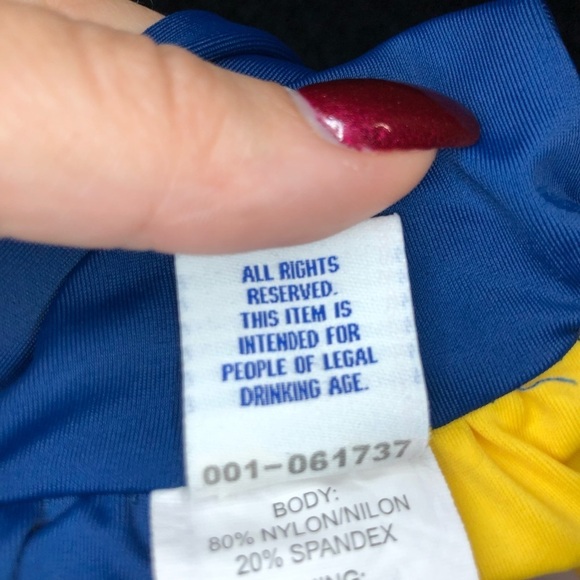 ALL RIGHTS
RESERVED.
THIS ITEM IS
INTENDED FOR
PEOPLE OF LEGAL
DRINKING AGE.
001-061737
BODY:
80% NYLON/NILON
20% SPANDEX